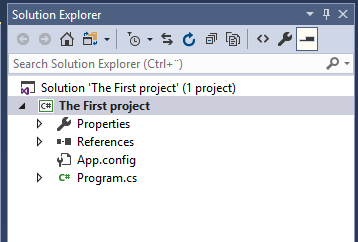 Solution Explorer
Search Solution Explorer (Ctrl+¨)
Solution 'The First project' (1 project)
C# The First project
Properties
References
App.config
C# Program.cs